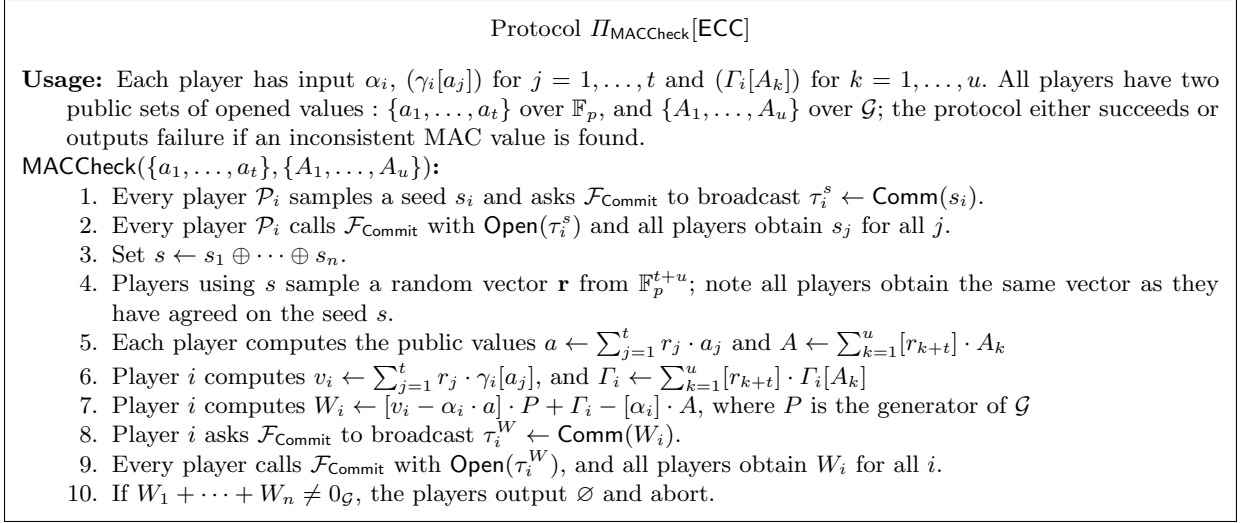 Protocol Π_MACCheck[ECC]
Usage: Each player has input α_i, (γ_i[a_j]) for j = 1, . . . , t and (Γ_i[A_k]) for k = 1, . . . , u. All players have two
public sets of opened values : {a_1, . . . , a_t} over 𝔽_p, and {A_1, . . . , A_u} over 𝒢; the protocol either succeeds or
outputs failure if an inconsistent MAC value is found.
MACCheck({a_1, . . . , a_t}, {A_1, . . . , A_u}):
1. Every player 𝒫_i samples a seed s_i and asks ℱ_Commit to broadcast τ_i^s ← Comm(s_i).
2. Every player 𝒫_i calls ℱ_Commit with Open(τ_i^s) and all players obtain s_j for all j.
3. Set s ← s_1 ⊕ · · · ⊕ s_n.
4. Players using s sample a random vector r from 𝔽_p^{t+u}; note all players obtain the same vector as they
have agreed on the seed s.
5. Each player computes the public values a ← ∑_{j=1}^t r_j · a_j and A ← ∑_{k=1}^u [r_{k+t}] · A_k
6. Player i computes v_i ← ∑_{j=1}^t r_j · γ_i[a_j], and Γ_i ← ∑_{k=1}^u [r_{k+t}] · Γ_i[A_k]
7. Player i computes W_i ← [v_i − α_i · a] · P + Γ_i − [α_i] · A, where P is the generator of 𝒢
8. Player i asks ℱ_Commit to broadcast τ_i^W ← Comm(W_i).
9. Every player calls ℱ_Commit with Open(τ_i^W), and all players obtain W_i for all i.
10. If W_1 + · · · + W_n ≠ 0_𝒢, the players output ∅ and abort.